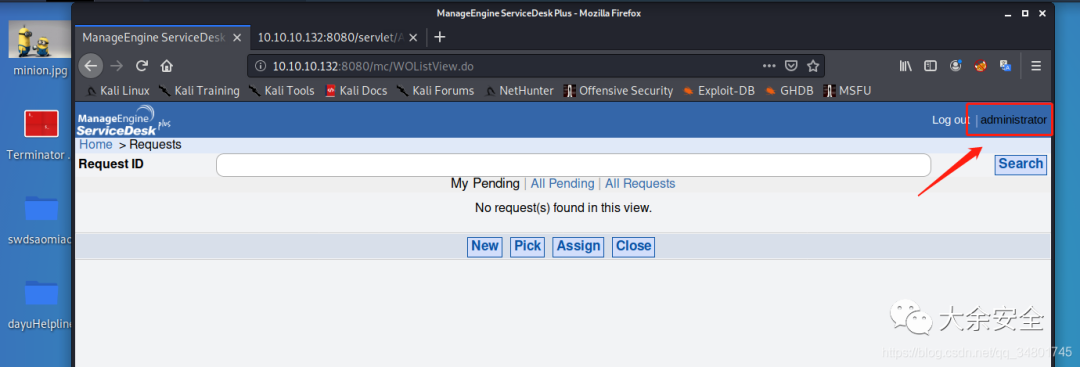 ManageEngine ServiceDesk Plus - Mozilla Firefox
minion.jpg
ManageEngine ServiceDesk
10.10.10.132:8080/servlet/A
10.10.10.132:8080/mc/WOListView.do
Kali Linux Kali Training Kali Tools Kali Docs Kali Forums NetHunter Offensive Security Exploit-DB GHDB MSFU
ManageEngine
ServiceDesk plus
Log out | administrator
Terminator ..
Home > Requests
Request ID
Search
My Pending | All Pending | All Requests
No request(s) found in this view.
swdsaomiao
New Pick Assign Close
dayuHelpline
大余安全
https://blog.csdn.net/qq_34801745